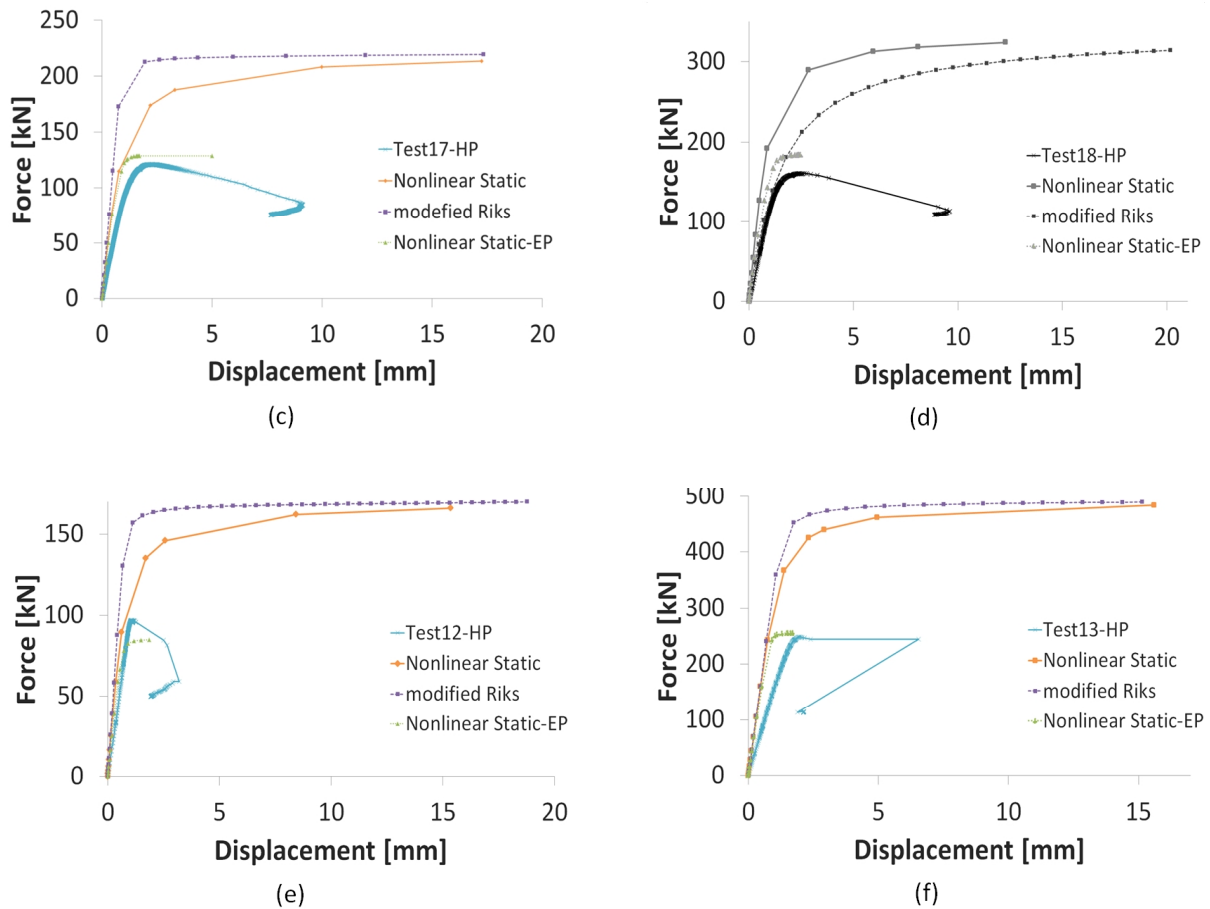 250
200
150
100
50
0
Force [kN]
Test17-HP
Nonlinear Static
modefied Riks
Nonlinear Static-EP
0 5 10 15 20
Displacement [mm]
(c)
300
200
100
0
Force [kN]
Test18-HP
Nonlinear Static
modified Riks
Nonlinear Static-EP
0 5 10 15 20
Displacement [mm]
(d)
150
100
50
0
Force [kN]
Test12-HP
Nonlinear Static
modified Riks
Nonlinear Static-EP
0 5 10 15 20
Displacement [mm]
(e)
500
400
300
200
100
0
Force [kN]
Test13-HP
Nonlinear Static
modified Riks
Nonlinear Static-EP
0 5 10 15
Displacement [mm]
(f)